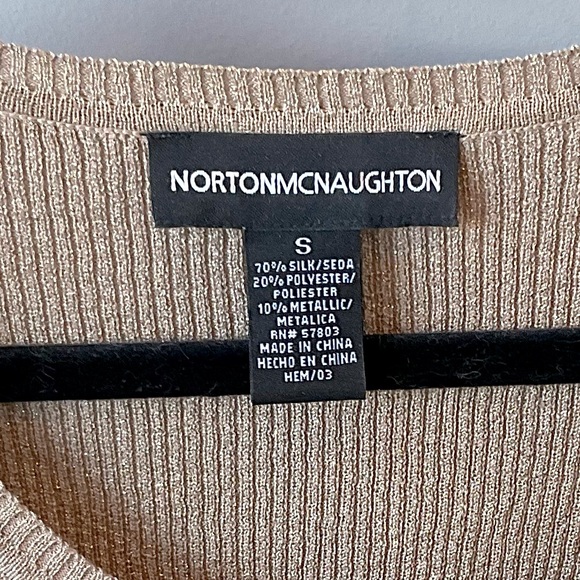 NORTONMCNAUGHTON
S
70% SILK/SEDA
20% POLYESTER/
POLIESTER
10% METALLIC/
METALICA
RN# 57803
MADE IN CHINA
HECHO EN CHINA
HEM/03